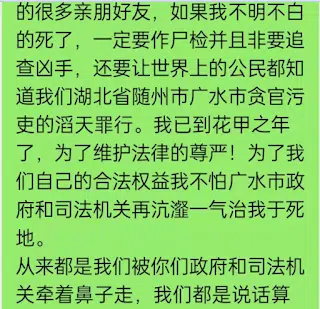 的很多亲朋好友，如果我不明不白
的死了，一定要作尸检并且非要追
查凶手，还要让世界上的公民都知
道我们湖北省随州市广水市贪官污
吏的滔天罪行。我已到花甲之年
了，为了维护法律的尊严！为了我
们自己的合法权益我不怕广水市政
府和司法机关再沆瀣一气治我于死
地。
从来都是我们被你们政府和司法机
关牵着鼻子走，我们都是说话算